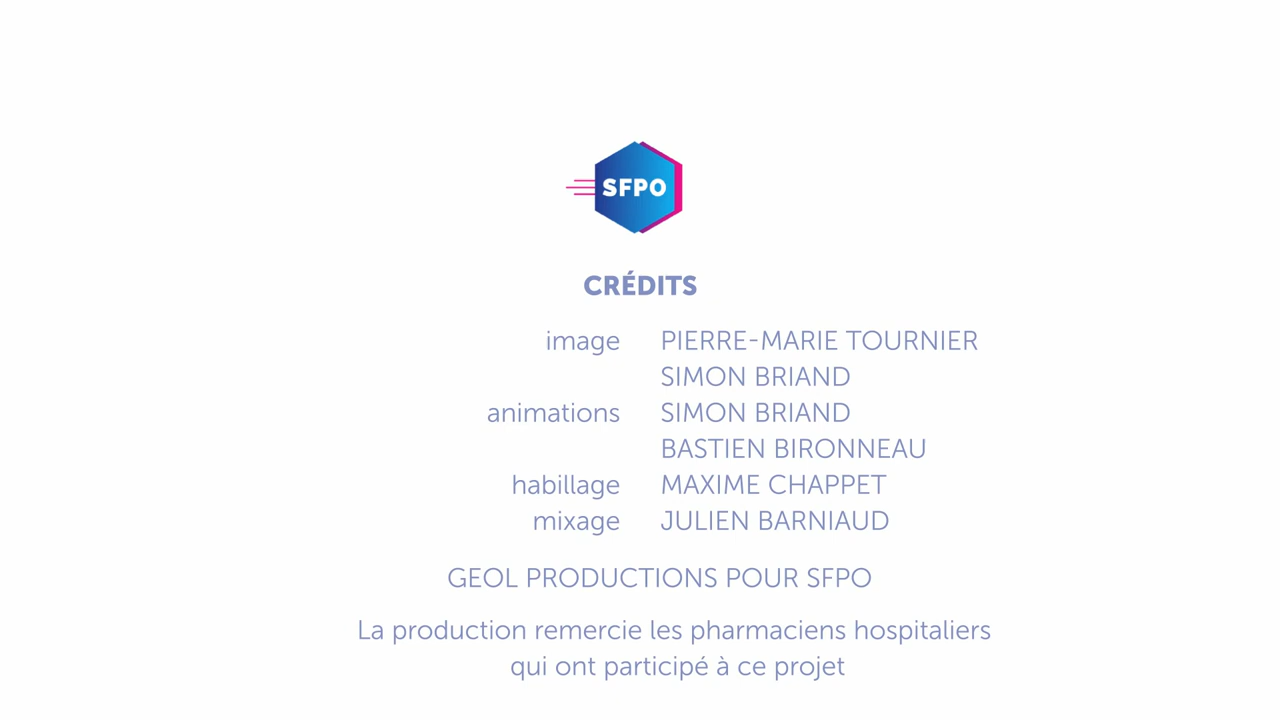 SFPO
CRÉDITS
image PIERRE-MARIE TOURNIER
SIMON BRIAND
animations SIMON BRIAND
BASTIEN BIRONNEAU
habillage MAXIME CHAPPET
mixage JULIEN BARNIAUD
GEOL PRODUCTIONS POUR SFPO
La production remercie les pharmaciens hospitaliers
qui ont participé à ce projet